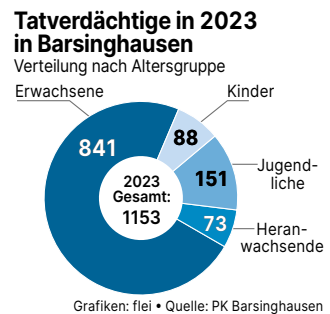 Tatverdächtige in 2023
in Barsinghausen
Verteilung nach Altersgruppe
Erwachsene
Kinder
841
88
Jugend-
liche
151
2023
Gesamt:
1153
73
Heran-
wachsende
Grafiken: flei • Quelle: PK Barsinghausen